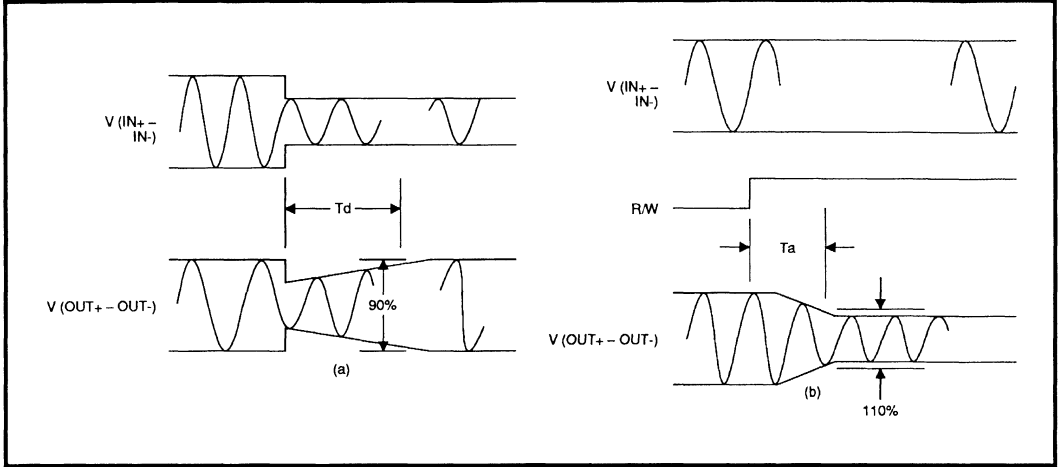 V (IN+ –
IN-)
Td
V (OUT+ – OUT-)
90%
(a)
V (IN+ –
IN-)
R/W
Ta
V (OUT+ – OUT-)
(b)
110%